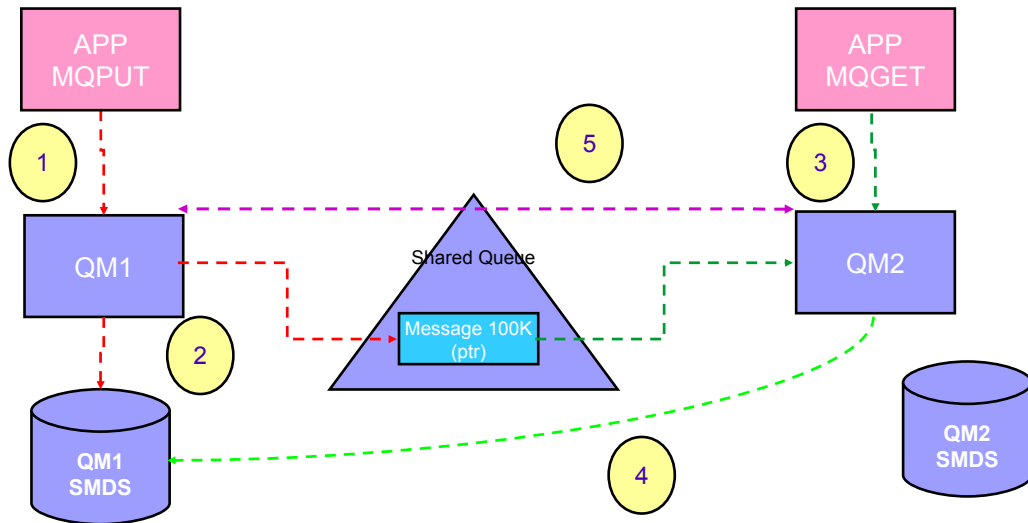 APP
MQPUT
APP
MQGET
1
5
3
QM1
Shared Queue
QM2
Message 100K
(ptr)
2
QM1
SMDS
4
QM2
SMDS